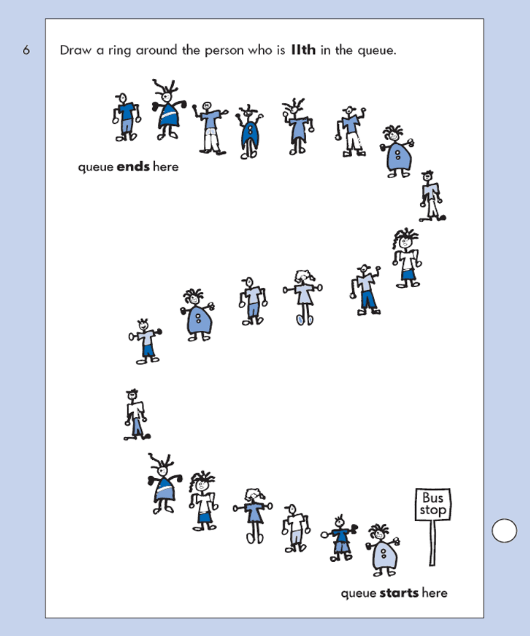 6 Draw a ring around the person who is 11th in the queue.
queue ends here
Bus
stop
queue starts here